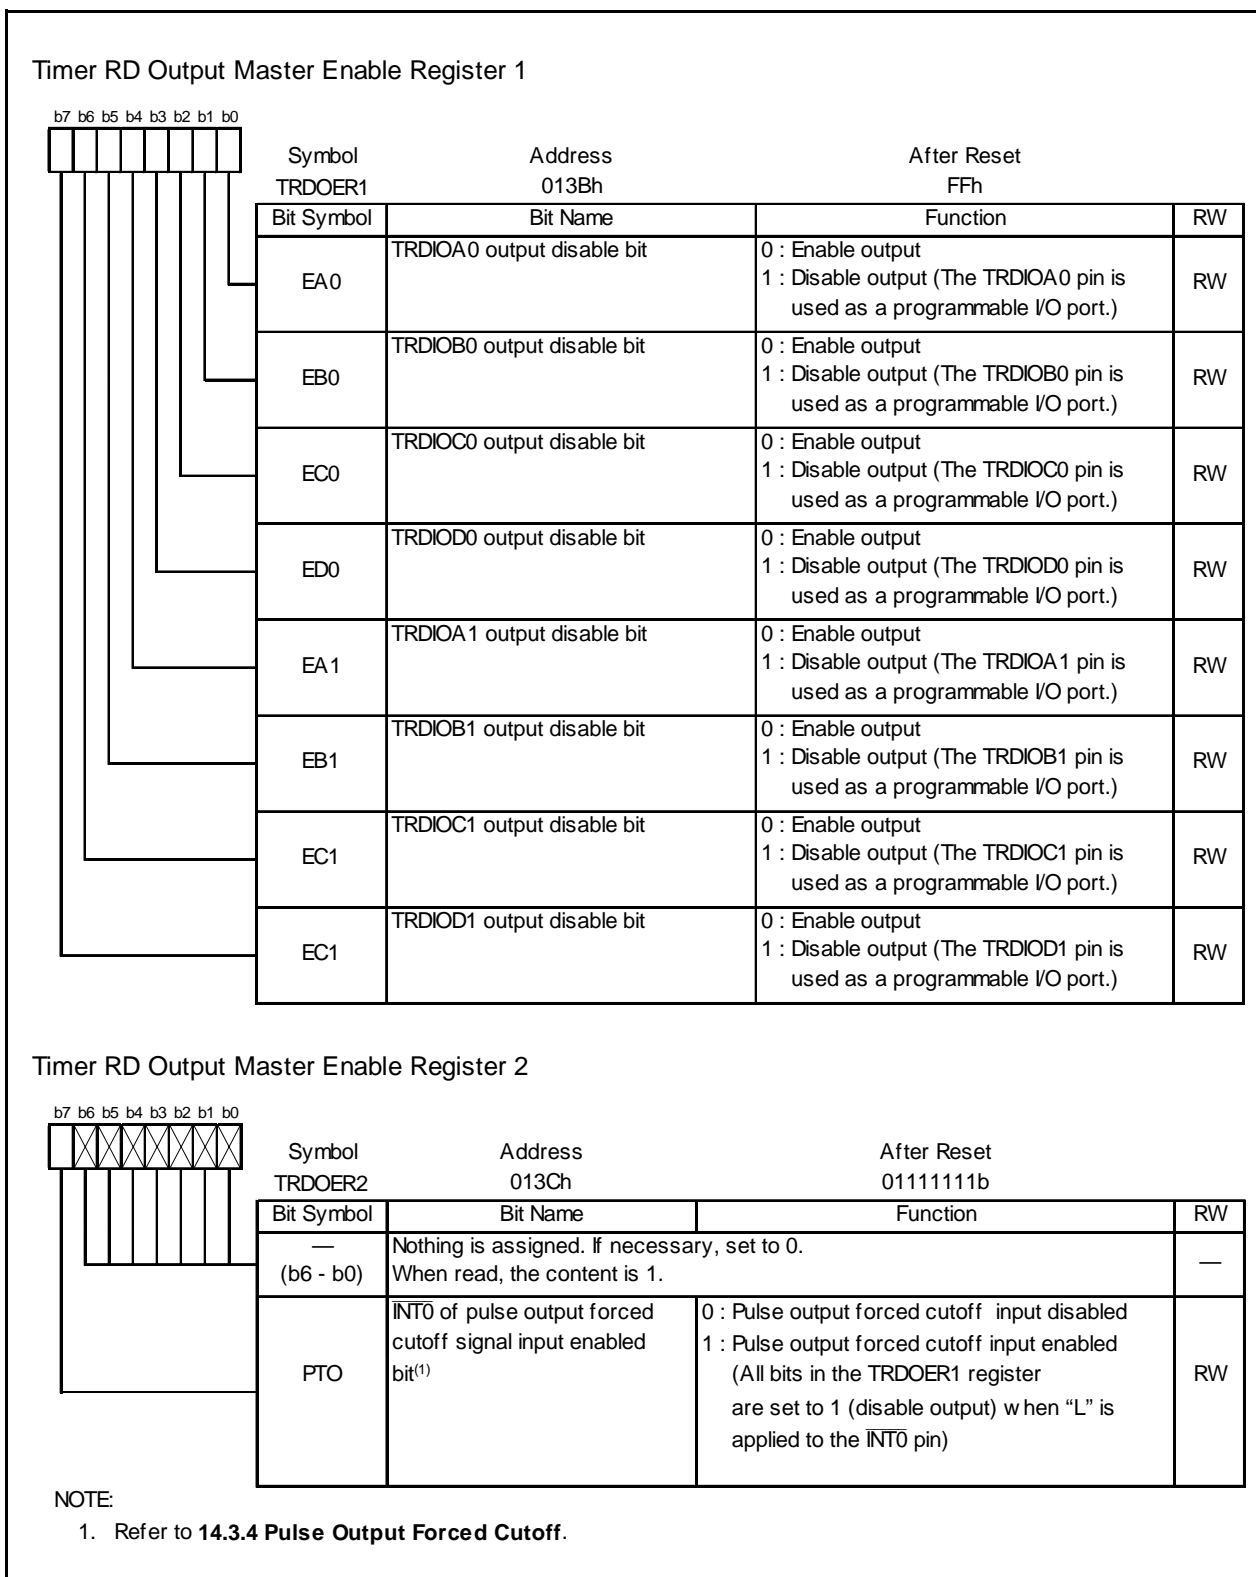 Timer RD Output Master Enable Register 1
b7 b6 b5 b4 b3 b2 b1 b0
Symbol Address After Reset
TRDOER1 013Bh FFh
Bit Symbol Bit Name Function RW
EA0 TRDIOA0 output disable bit 0 : Enable output
1 : Disable output (The TRDIOA0 pin is
used as a programmable I/O port.) RW
EB0 TRDIOB0 output disable bit 0 : Enable output
1 : Disable output (The TRDIOB0 pin is
used as a programmable I/O port.) RW
EC0 TRDIOC0 output disable bit 0 : Enable output
1 : Disable output (The TRDIOC0 pin is
used as a programmable I/O port.) RW
ED0 TRDIOD0 output disable bit 0 : Enable output
1 : Disable output (The TRDIOD0 pin is
used as a programmable I/O port.) RW
EA1 TRDIOA1 output disable bit 0 : Enable output
1 : Disable output (The TRDIOA1 pin is
used as a programmable I/O port.) RW
EB1 TRDIOB1 output disable bit 0 : Enable output
1 : Disable output (The TRDIOB1 pin is
used as a programmable I/O port.) RW
EC1 TRDIOC1 output disable bit 0 : Enable output
1 : Disable output (The TRDIOC1 pin is
used as a programmable I/O port.) RW
EC1 TRDIOD1 output disable bit 0 : Enable output
1 : Disable output (The TRDIOD1 pin is
used as a programmable I/O port.) RW
Timer RD Output Master Enable Register 2
b7 b6 b5 b4 b3 b2 b1 b0
Symbol Address After Reset
TRDOER2 013Ch 01111111b
Bit Symbol Bit Name Function RW
— Nothing is assigned. If necessary, set to 0. —
(b6 - b0) When read, the content is 1.
PTO
INT0 of pulse output forced
cutoff signal input enabled
bit(1)
0 : Pulse output forced cutoff input disabled
1 : Pulse output forced cutoff input enabled
(All bits in the TRDOER1 register
are set to 1 (disable output) when “L” is
applied to the INT0 pin)
RW
NOTE:
1. Refer to 14.3.4 Pulse Output Forced Cutoff.